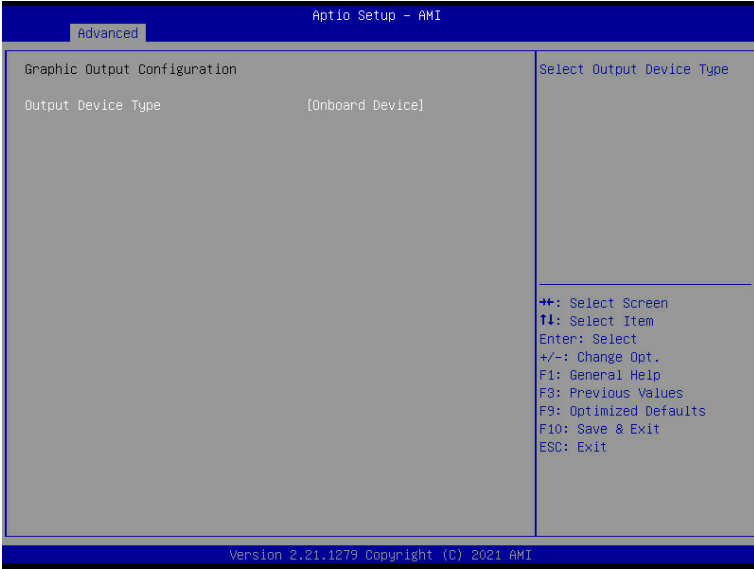 Aptio Setup – AMI
Advanced
Graphic Output Configuration
Output Device Type [Onboard Device]
Select Output Device Type
→←: Select Screen
↑↓: Select Item
Enter: Select
+/-: Change Opt.
F1: General Help
F3: Previous Values
F9: Optimized Defaults
F10: Save & Exit
ESC: Exit
Version 2.21.1279 Copyright (C) 2021 AMI